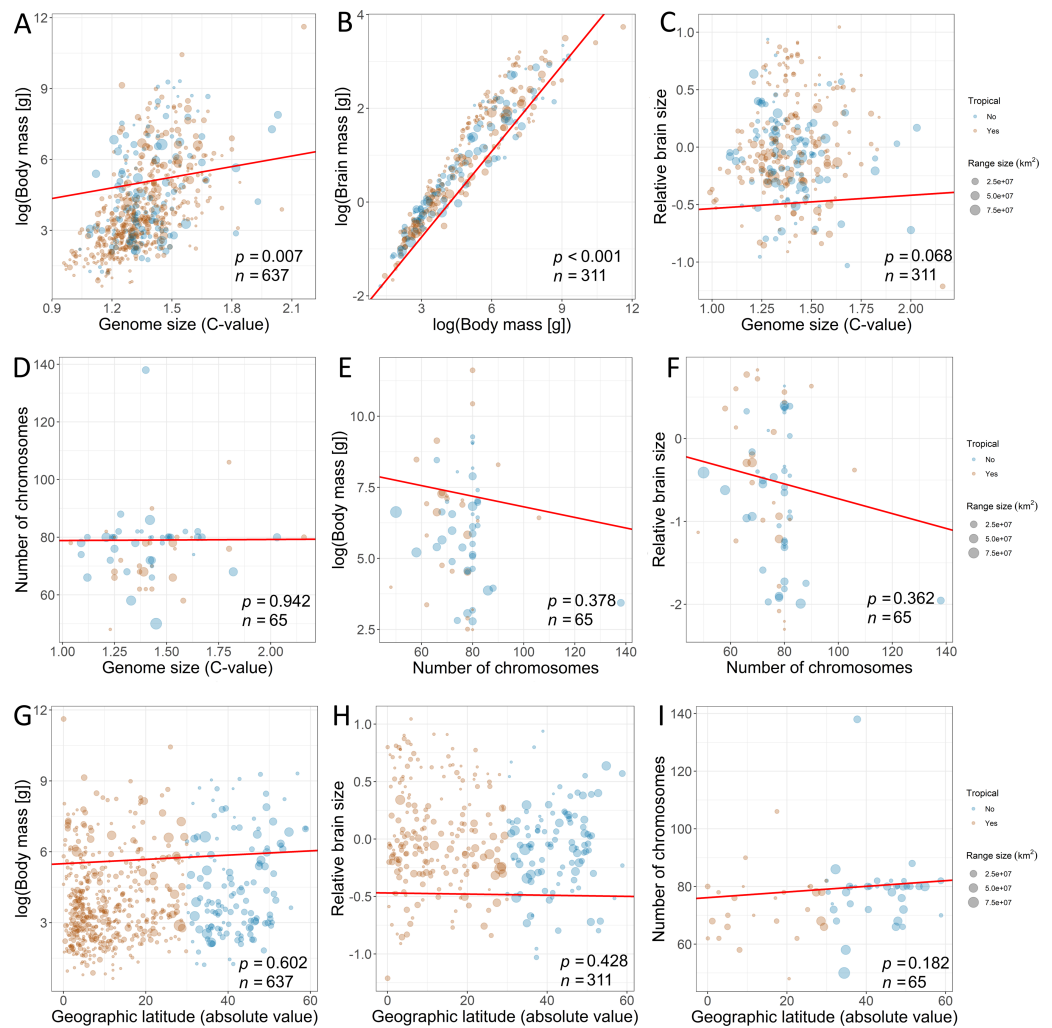 A
log(Body mass [g])
12
9
6
3
0.9
1.2
1.5
1.8
2.1
Genome size (C-value)
p = 0.007
n = 637
B
log(Brain mass [g])
4
2
0
-2
3
6
9
12
log(Body mass [g])
p < 0.001
n = 311
C
Relative brain size
1.0
0.5
0.0
-0.5
-1.0
1.00
1.25
1.50
1.75
2.00
Genome size (C-value)
p = 0.068
n = 311
Tropical
No
Yes
Range size (km2)
2.5e+07
5.0e+07
7.5e+07
D
Number of chromosomes
140
120
100
80
60
1.00
1.25
1.50
1.75
2.00
Genome size (C-value)
p = 0.942
n = 65
E
log(Body mass [g])
10.0
7.5
5.0
2.5
60
80
100
120
140
Number of chromosomes
p = 0.378
n = 65
F
Relative brain size
0
-1
-2
60
80
100
120
140
Number of chromosomes
p = 0.362
n = 65
Tropical
No
Yes
Range size (km2)
2.5e+07
5.0e+07
7.5e+07
G
log(Body mass [g])
12
9
6
3
0
20
40
60
Geographic latitude (absolute value)
p = 0.602
n = 637
H
Relative brain size
1.0
0.5
0.0
-0.5
-1.0
0
20
40
60
Geographic latitude (absolute value)
p = 0.428
n = 311
I
Number of chromosomes
140
120
100
80
60
0
20
40
60
Geographic latitude (absolute value)
p = 0.182
n = 65
Tropical
No
Yes
Range size (km2)
2.5e+07
5.0e+07
7.5e+07